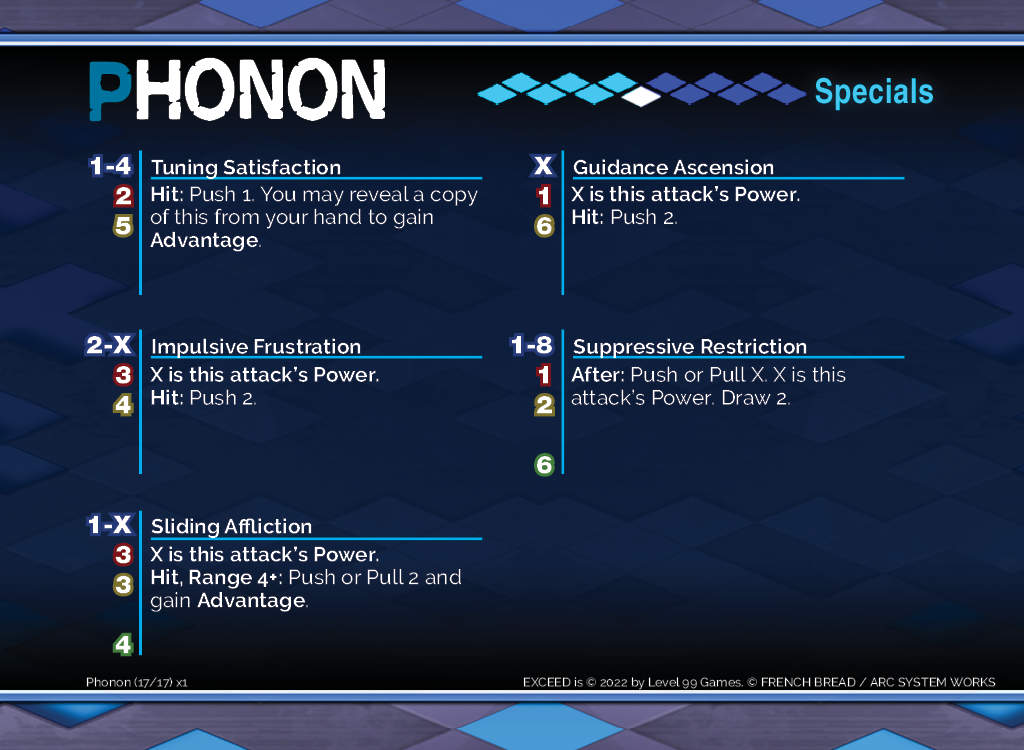 PHONON
Specials
1-4
Tuning Satisfaction
2
Hit: Push 1. You may reveal a copy
5
of this from your hand to gain
Advantage.
X
Guidance Ascension
1
X is this attack's Power.
6
Hit: Push 2.
2-X
Impulsive Frustration
3
X is this attack's Power.
4
Hit: Push 2.
1-8
Suppressive Restriction
1
After: Push or Pull X. X is this
2
attack's Power. Draw 2.
6
1-X
Sliding Affliction
3
X is this attack's Power.
3
Hit, Range 4+: Push or Pull 2 and
gain Advantage.
4
Phonon (17/17) x1
EXCEED is © 2022 by Level 99 Games. © FRENCH BREAD / ARC SYSTEM WORKS